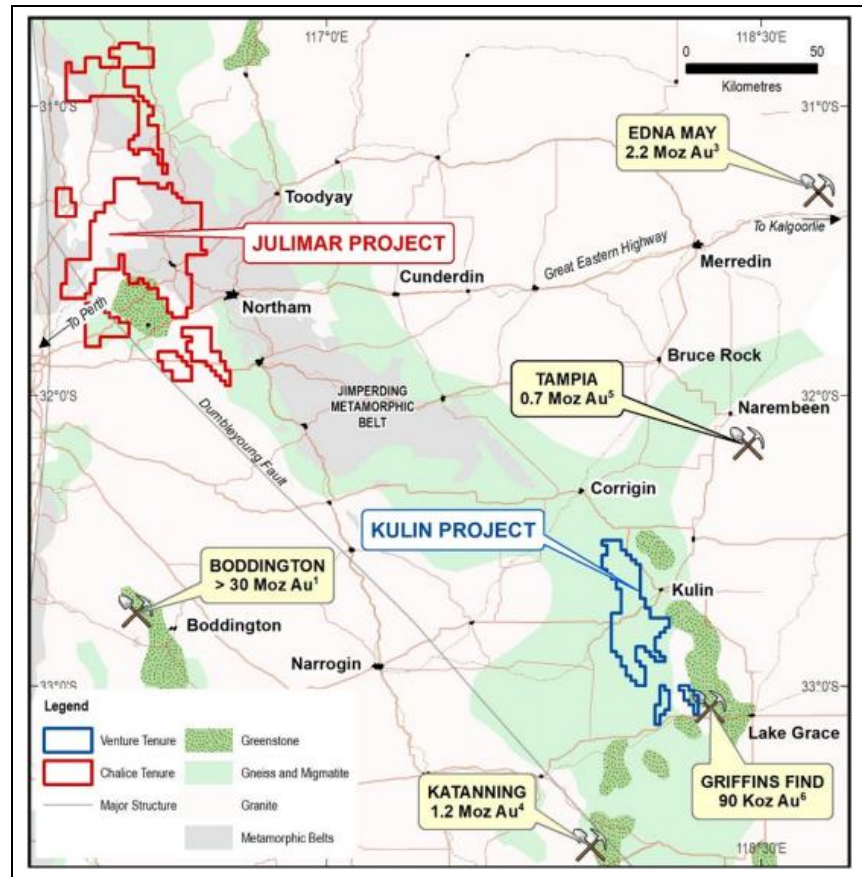 117°0'E
118°30'E
0 50
Kilometres
31°0'S
31°0'S
EDNA MAY
2.2 Moz Au³
Toodyay
To Kalgoorlie
JULIMAR PROJECT
Great Eastern Highway
Merredin
Cunderdin
Northam
To Perth
Bruce Rock
TAMPIA
0.7 Moz Au⁵
32°0'S
32°0'S
JIMPERDING
METAMORPHIC
BELT
Narembeen
Dumbleyoung Fault
Corrigin
KULIN PROJECT
BODDINGTON
> 30 Moz Au¹
Kulin
Boddington
Narrogin
33°0'S
33°0'S
Legend
Venture Tenure
Greenstone
Chalice Tenure
Gneiss and Migmatite
Major Structure
Granite
Metamorphic Belts
Lake Grace
GRIFFINS FIND
90 Koz Au⁶
KATANNING
1.2 Moz Au⁴
118°30'E